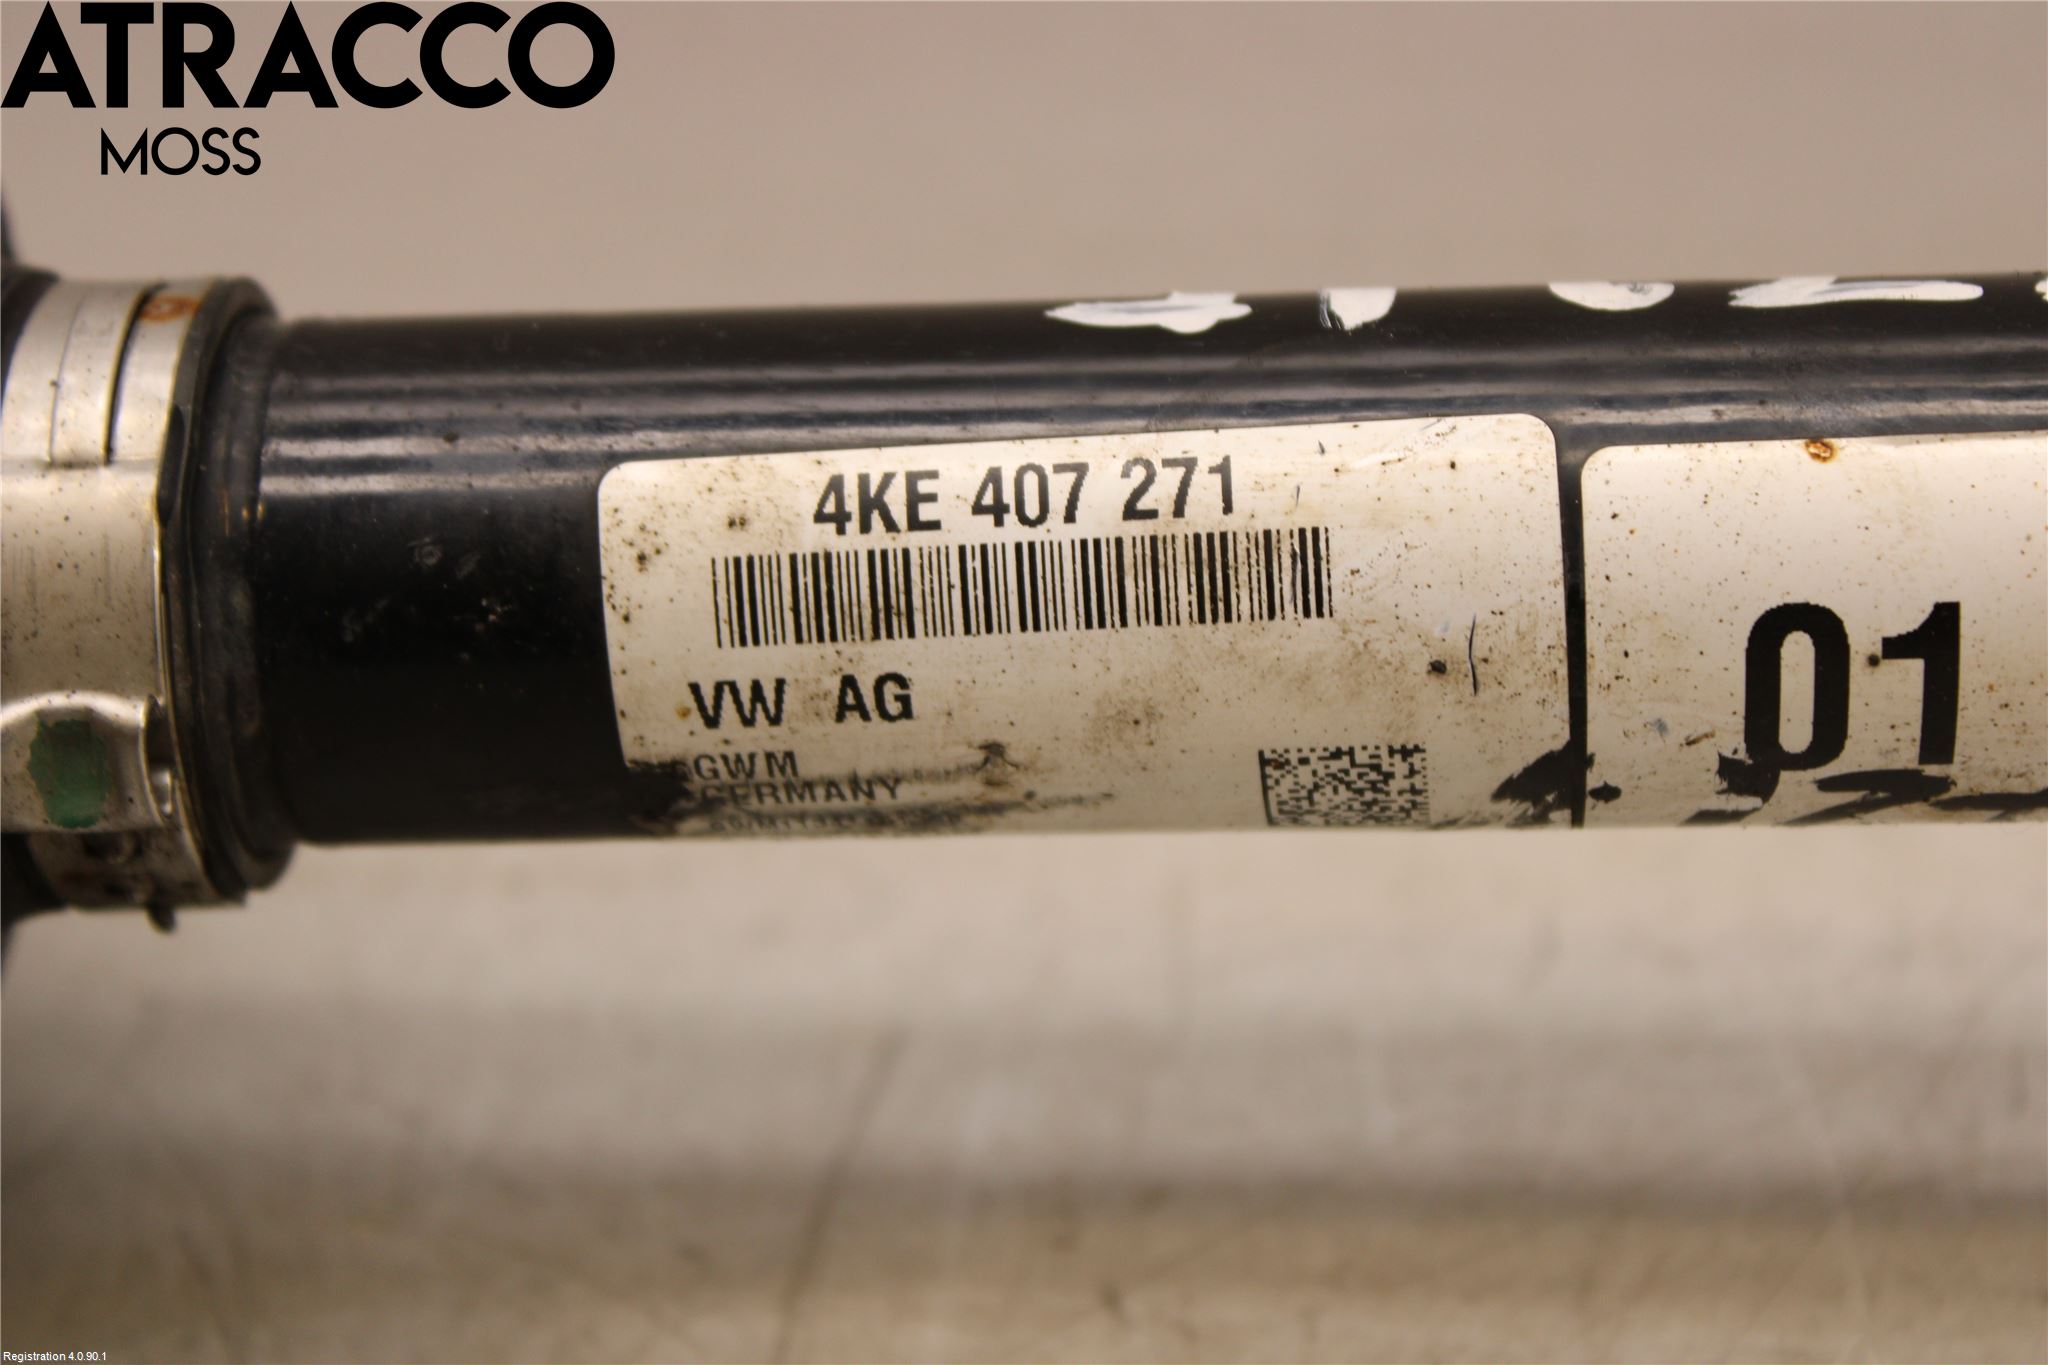 ATRACCO
MOSS
4KE 407 271
01
VW AG
GWM
GERMANY
Registration 4.0.90.1